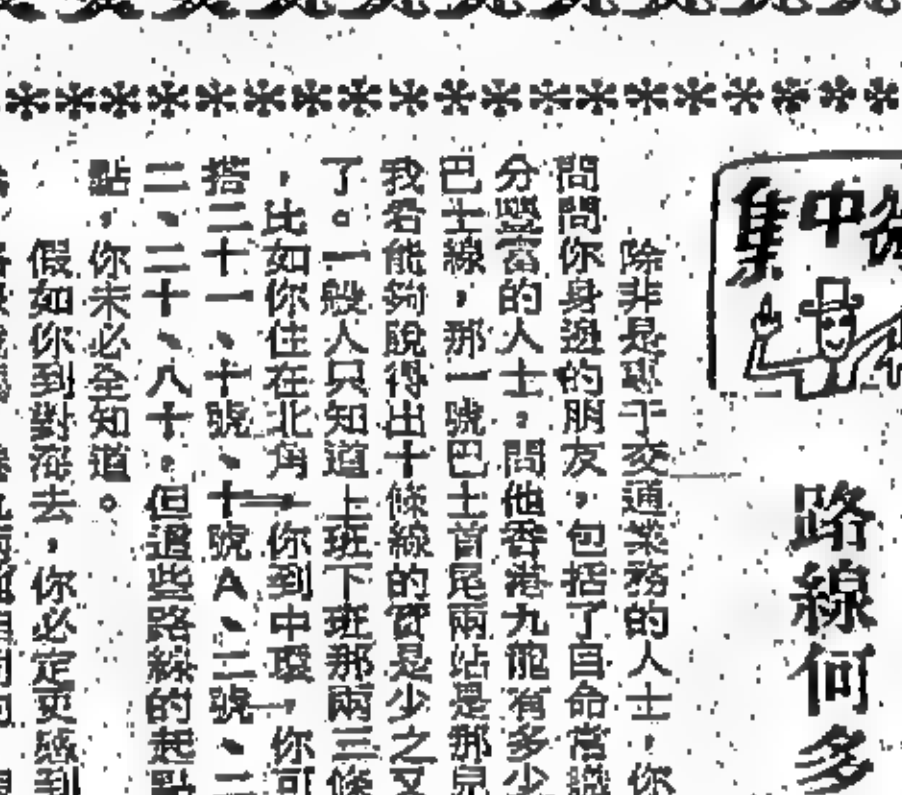 集中
路線何多
除非是專干交通業務的人士,你
問問你身邊的朋友,包括了自命常識
分豐富的人士,問他香港九龍有多少
巴士線,那一號巴士首尾兩站是那兒
我若能夠說得出十條線的實是少之又
了。一般人只知道上班下班那兩三條
,比如你住在北角,你到中環,你可
搭二十一、十號、十號A、二號、二
二、二十、八十,但這些路線的起點
點,你未必全知道。
假如你到對海去,你必定更感到